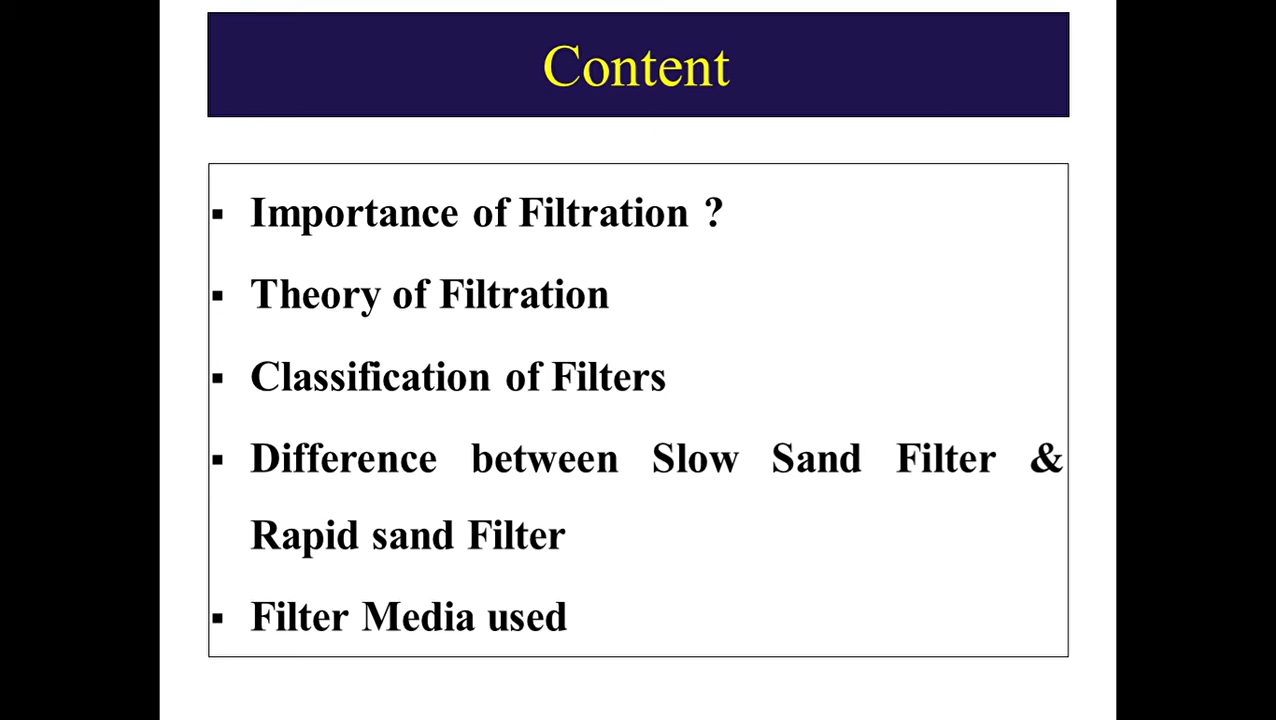 Content
▪ Importance of Filtration ?
▪ Theory of Filtration
▪ Classification of Filters
▪ Difference between Slow Sand Filter &
Rapid sand Filter
▪ Filter Media used